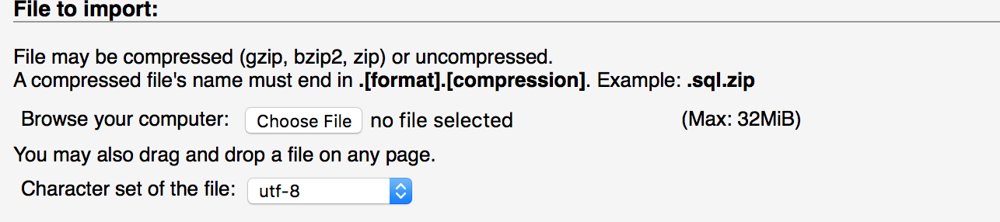 File to import:
File may be compressed (gzip, bzip2, zip) or uncompressed.
A compressed file's name must end in .[format].[compression]. Example: .sql.zip
Browse your computer: Choose File no file selected (Max: 32MiB)
You may also drag and drop a file on any page.
Character set of the file: utf-8